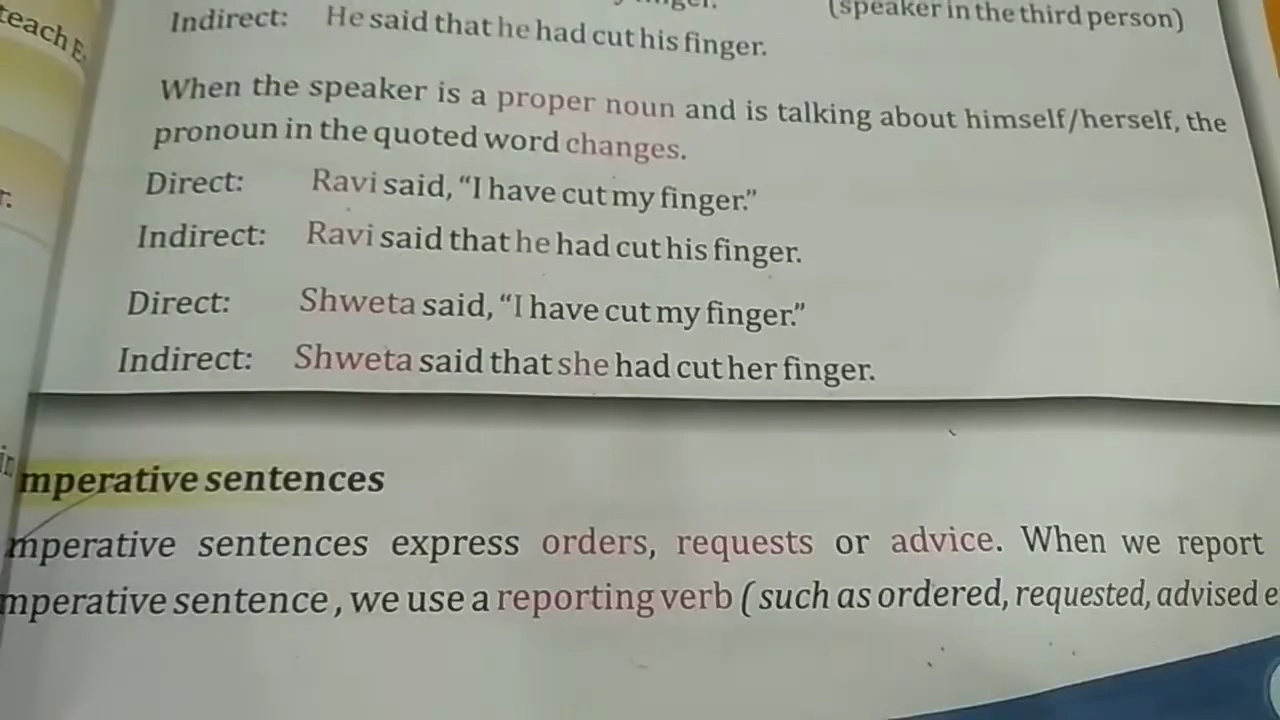 teach E
(speaker in the third person)
Indirect: He said that he had cut his finger.
When the speaker is a proper noun and is talking about himself/herself, the
pronoun in the quoted word changes.
Direct: Ravi said, “I have cut my finger.”
Indirect: Ravi said that he had cut his finger.
Direct: Shweta said, “I have cut my finger.”
Indirect: Shweta said that she had cut her finger.
mperative sentences
mperative sentences express orders, requests or advice. When we report
mperative sentence, we use a reporting verb (such as ordered, requested, advised e